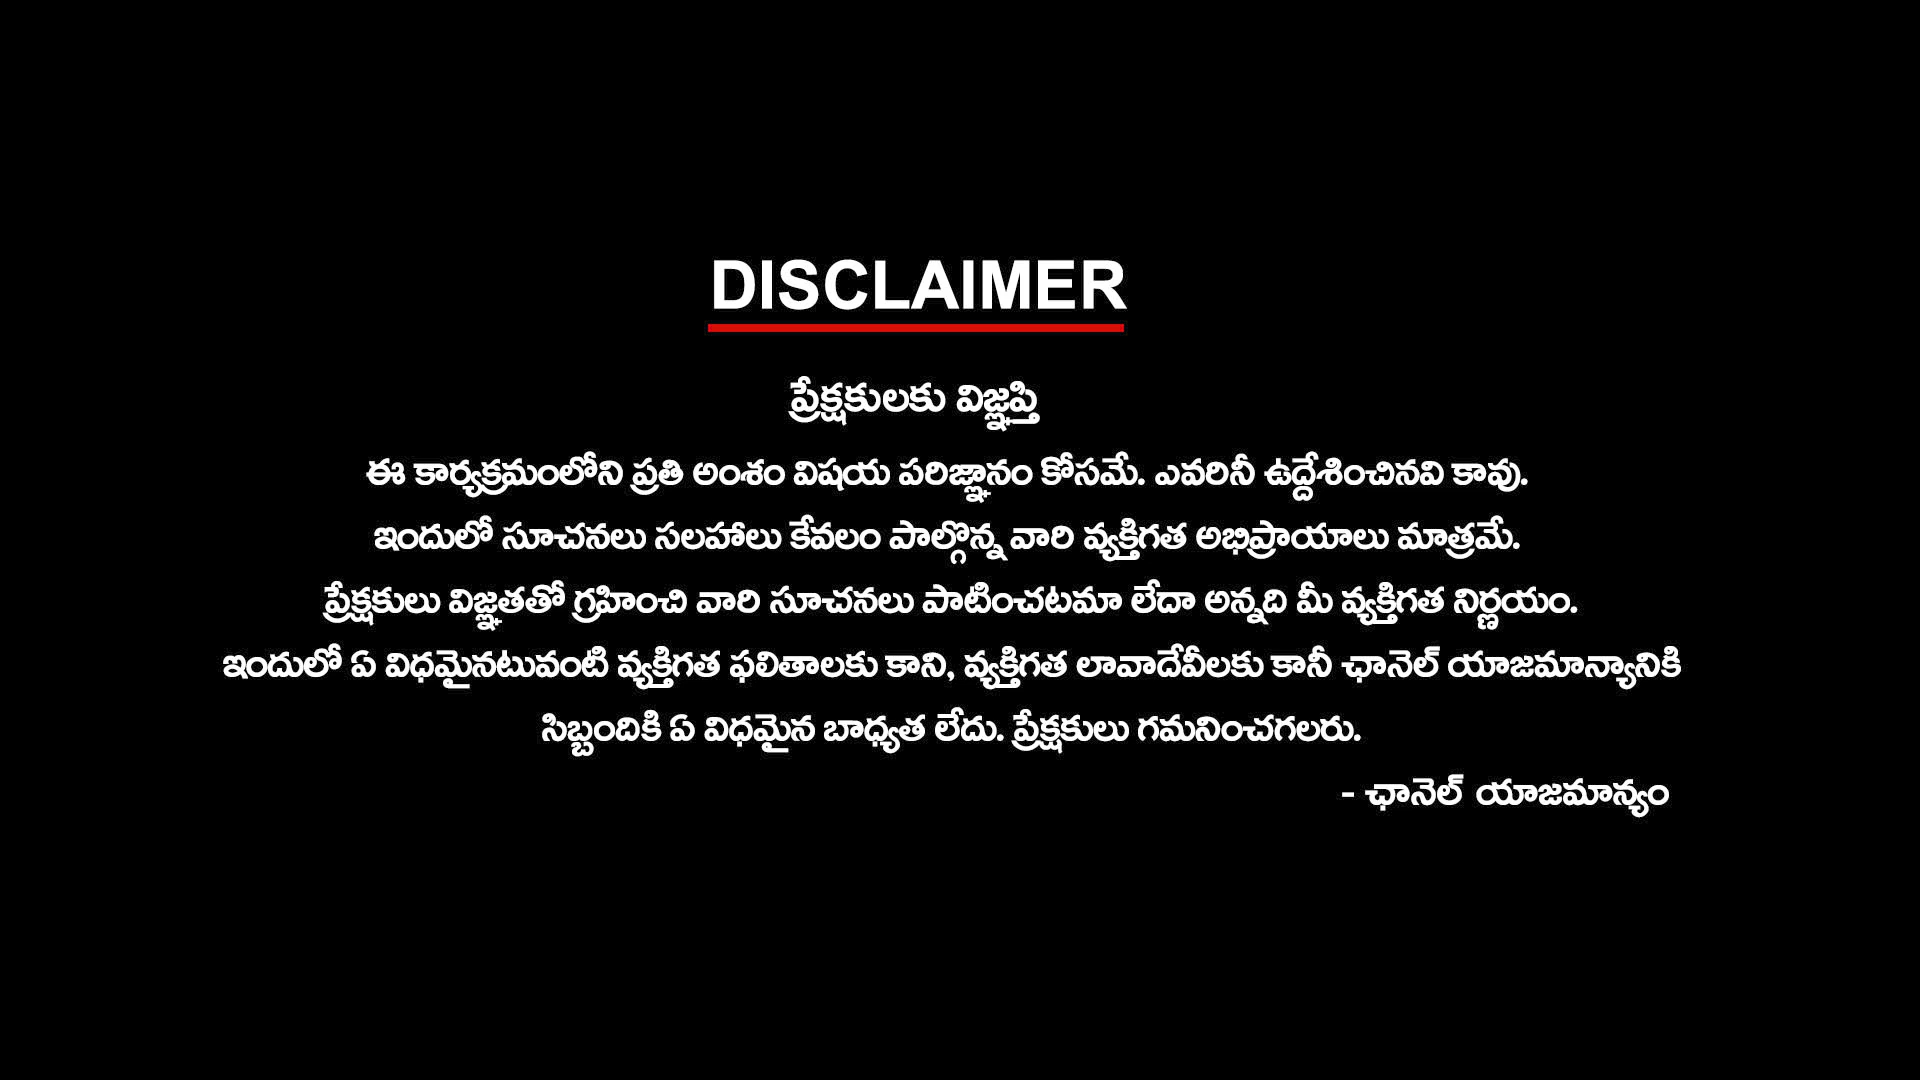 DISCLAIMER
ప్రేక్షకులకు విజ్ఞప్తి
ఈ కార్యక్రమంలోని ప్రతి అంశం విషయ పరిజ్ఞానం కోసమే. ఎవరినీ ఉద్దేశించినవి కావు.
ఇందులో సూచనలు సలహాలు కేవలం పాల్గొన్న వారి వ్యక్తిగత అభిప్రాయాలు మాత్రమే.
ప్రేక్షకులు విజ్ఞతతో గ్రహించి వారి సూచనలు పాటించటమా లేదా అన్నది మీ వ్యక్తిగత నిర్ణయం.
ఇందులో ఏ విధమైనటువంటి వ్యక్తిగత ఫలితాలకు కాని, వ్యక్తిగత లావాదేవీలకు కానీ ఛానెల్ యాజమాన్యానికి
సిబ్బందికి ఏ విధమైన బాధ్యత లేదు. ప్రేక్షకులు గమనించగలరు.
- ఛానెల్ యాజమాన్యం